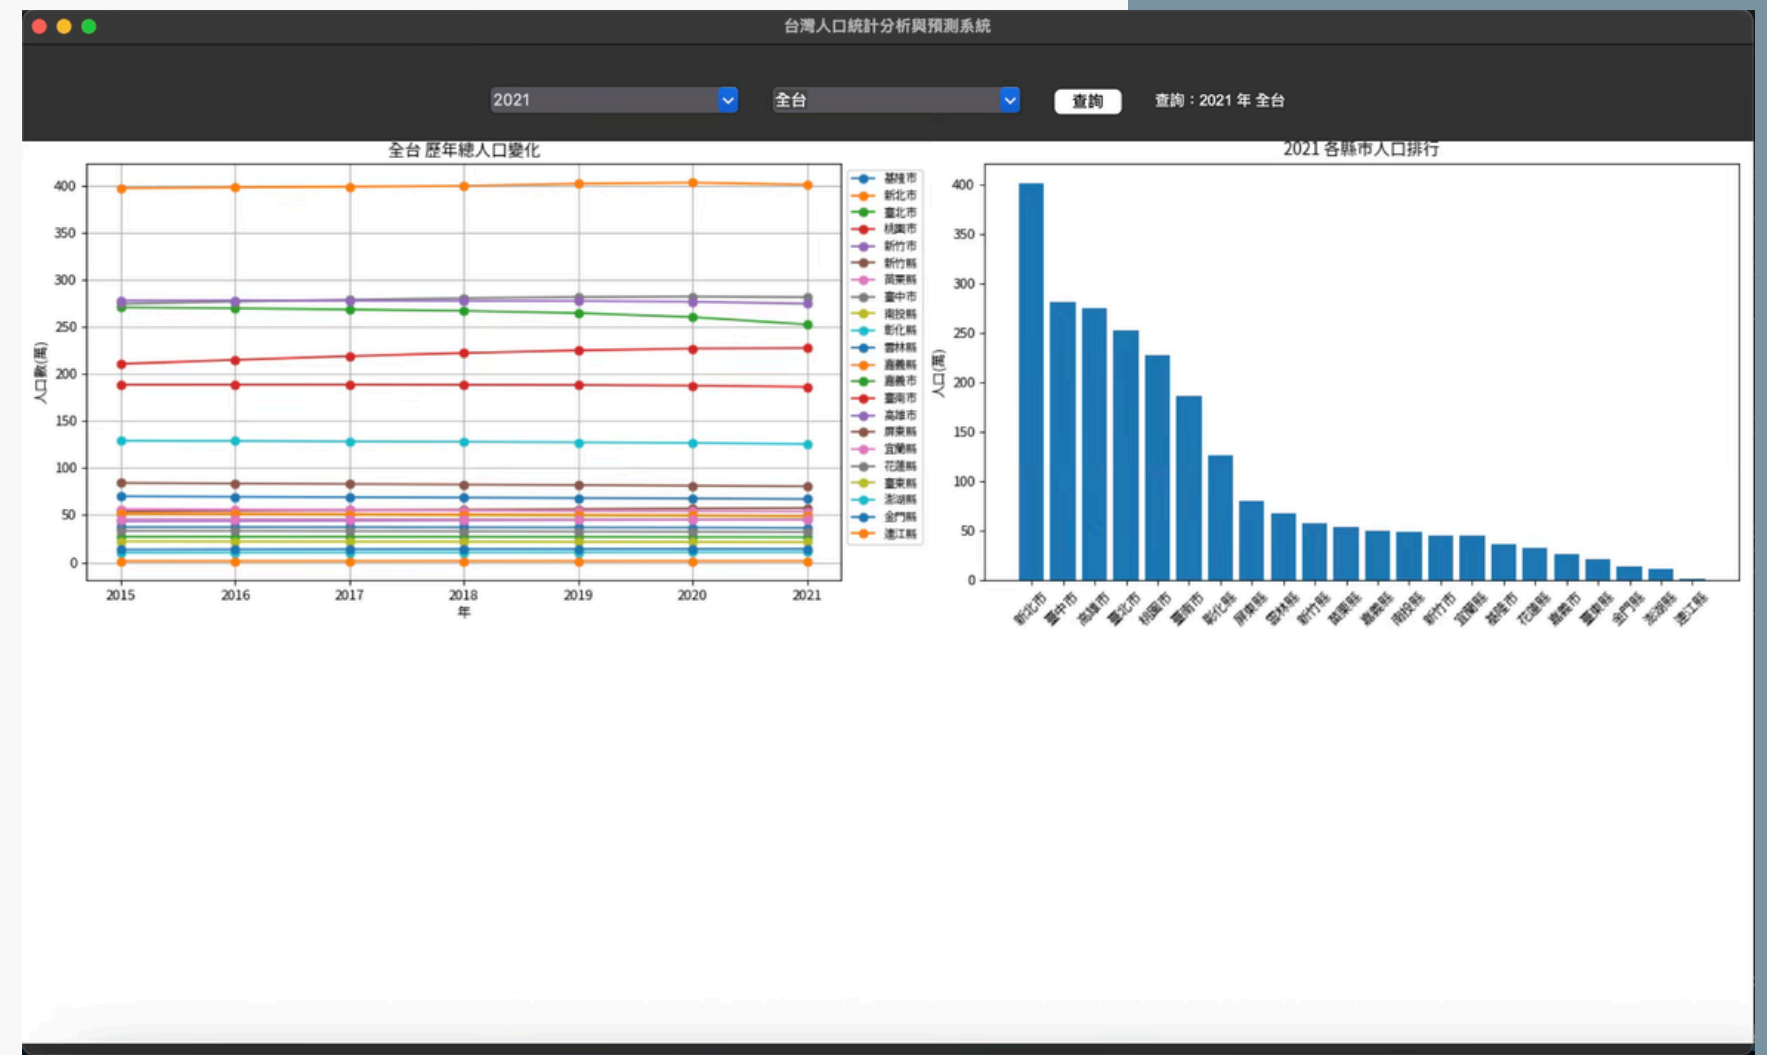 台灣人口統計分析與預測系統
2021
全台
查詢
查詢：2021 年 全台
全台 歷年總人口變化
400
350
300
250
200
150
100
50
0
人口數(萬)
2015
2016
2017
2018
2019
2020
2021
年
基隆市
新北市
臺北市
桃園市
新竹市
新竹縣
苗栗縣
臺中市
南投縣
彰化縣
雲林縣
嘉義縣
嘉義市
臺南市
高雄市
屏東縣
宜蘭縣
花蓮縣
臺東縣
澎湖縣
金門縣
連江縣
2021 各縣市人口排行
400
350
300
250
200
150
100
50
0
人口(萬)
新北市
臺中市
高雄市
臺北市
桃園市
臺南市
彰化縣
屏東縣
雲林縣
新竹縣
苗栗縣
嘉義縣
南投縣
新竹市
宜蘭縣
基隆市
花蓮縣
嘉義市
臺東縣
金門縣
澎湖縣
連江縣